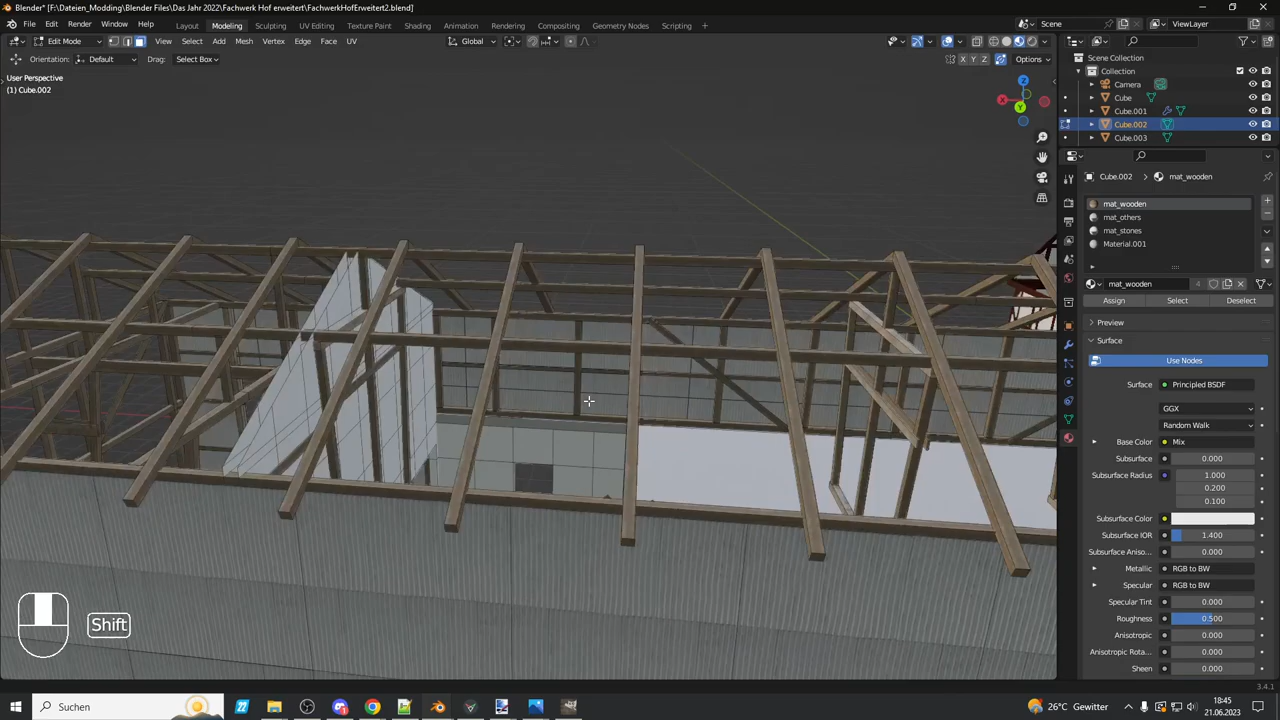 Blender* [F:\Dateien_Modding\Blender Files\Das Jahr 2022\Fachwerk Hof erweitert\FachwerkHofErweitert2.blend]
File Edit Render Window Help Layout Modeling Sculpting UV Editing Texture Paint Shading Animation Rendering Compositing Geometry Nodes Scripting + Scene ViewLayer
Edit Mode View Select Add Mesh Vertex Edge Face UV Global
Orientation: Default Drag: Select Box X Y Z Options
User Perspective
(1) Cube.002
Z
X
Y
Scene Collection
Collection
Camera
Cube
Cube.001
Cube.002
Cube.003
Cube.002 > mat_wooden
mat_wooden
mat_others
mat_stones
Material.001
mat_wooden 4
Assign Select Deselect
Preview
Surface
Use Nodes
Surface Principled BSDF
GGX
Random Walk
Base Color Mix
Subsurface 0.000
Subsurface Radius 1.000
0.200
0.100
Subsurface Color
Subsurface IOR 1.400
Subsurface Aniso... 0.000
Metallic RGB to BW
Specular RGB to BW
Specular Tint 0.000
Roughness 0.500
Anisotropic 0.000
Anisotropic Rota... 0.000
Sheen 0.000
Shift
3.4.1
Suchen
26°C Gewitter
18:45
21.06.2023